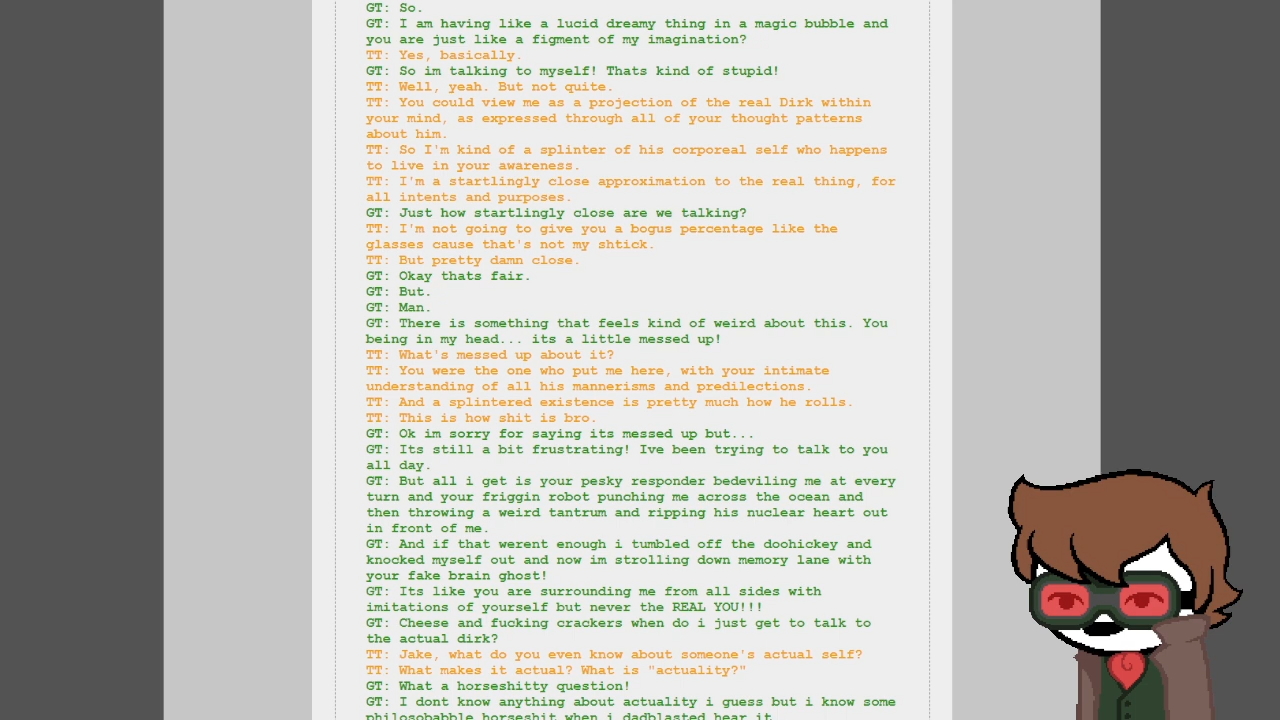 GT: So.
GT: I am having like a lucid dreamy thing in a magic bubble and
you are just like a figment of my imagination?
TT: Yes, basically.
GT: So im talking to myself! Thats kind of stupid!
TT: Well, yeah. But not quite.
TT: You could view me as a projection of the real Dirk within
your mind, as expressed through all of your thought patterns
about him.
TT: So I'm kind of a splinter of his corporeal self who happens
to live in your awareness.
TT: I'm a startlingly close approximation to the real thing, for
all intents and purposes.
GT: Just how startlingly close are we talking?
TT: I'm not going to give you a bogus percentage like the
glasses cause that's not my shtick.
TT: But pretty damn close.
GT: Okay thats fair.
GT: But.
GT: Man.
GT: There is something that feels kind of weird about this. You
being in my head... its a little messed up!
TT: What's messed up about it?
TT: You were the one who put me here, with your intimate
understanding of all his mannerisms and predilections.
TT: And a splintered existence is pretty much how he rolls.
TT: This is how shit is bro.
GT: Ok im sorry for saying its messed up but...
GT: Its still a bit frustrating! Ive been trying to talk to you
all day.
GT: But all i get is your pesky responder bedeviling me at every
turn and your friggin robot punching me across the ocean and
then throwing a weird tantrum and ripping his nuclear heart out
in front of me.
GT: And if that werent enough i tumbled off the doohickey and
knocked myself out and now im strolling down memory lane with
your fake brain ghost!
GT: Its like you are surrounding me from all sides with
imitations of yourself but never the REAL YOU!!!
GT: Cheese and fucking crackers when do i just get to talk to
the actual dirk?
TT: Jake, what do you even know about someone's actual self?
TT: What makes it actual? What is "actuality?"
GT: What a horseshitty question!
GT: I dont know anything about actuality i guess but i know some
philosobabble horseshit when i dadblasted hear it